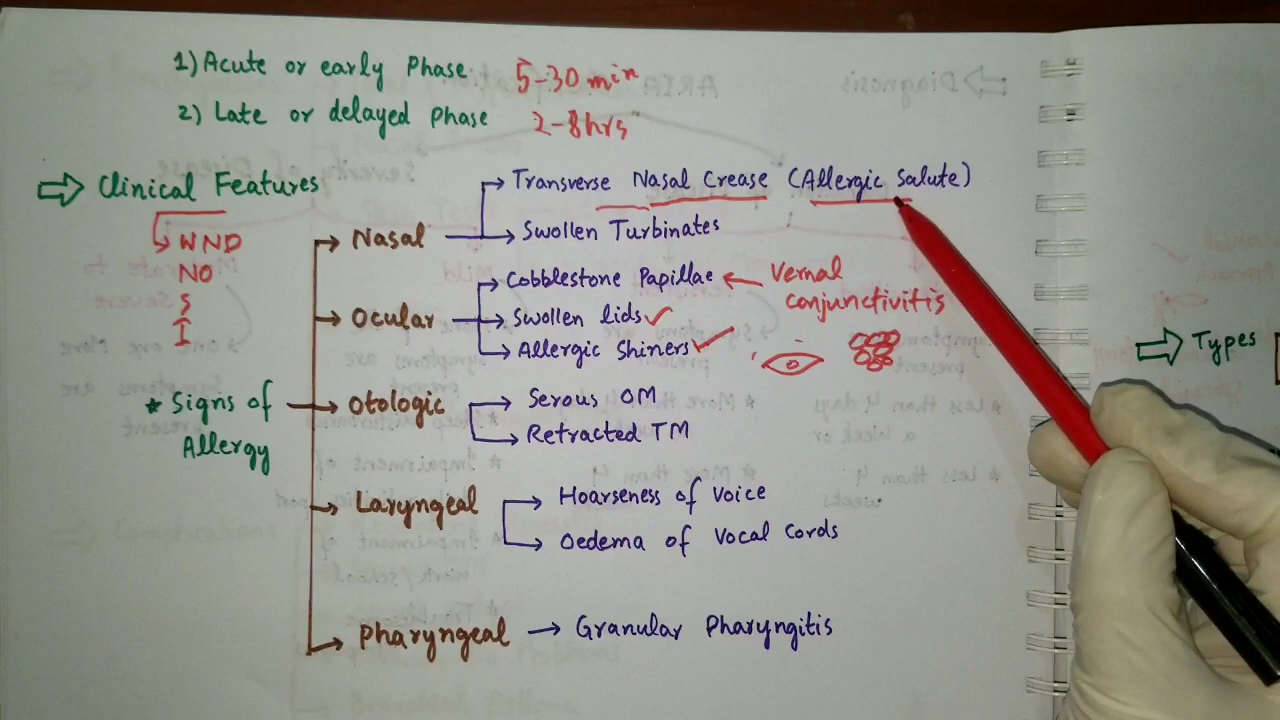 1) Acute or early Phase 5-30 min
2) Late or delayed Phase 2-8hrs
Clinical Features
WND
NO
S
I
* Signs of Allergy
Nasal
Transverse Nasal Crease (Allergic Salute)
Swollen Turbinates
Ocular
Cobblestone Papillae
Vernal conjunctivitis
Swollen lids
Allergic Shiners
Otologic
Serous OM
Retracted TM
Laryngeal
Hoarseness of Voice
Oedema of Vocal Cords
Pharyngeal
Granular Pharyngitis
Types